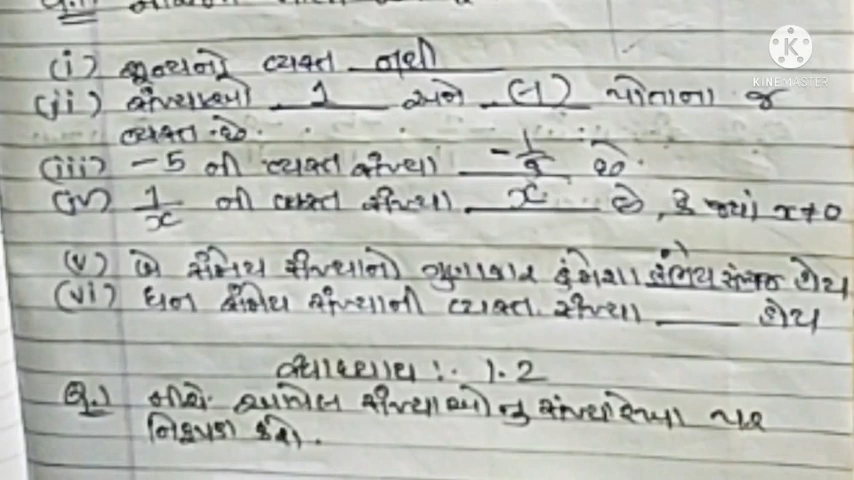 (i) શૂન્યનો વ્યસ્ત નથી
(ii) સંખ્યાઓ 1 અને (-1) પોતાના જ
વ્યસ્ત છે.
(iii) -5 ની વ્યસ્ત સંખ્યા -1/5 છે.
(iv) 1/x ની વ્યસ્ત સંખ્યા x છે, કે જ્યાં x≠0
(v) બે સંમેય સંખ્યાનો ગુણાકાર હંમેશા સંમેય સંખ્યા હોય
(vi) ધન સંમેય સંખ્યાની વ્યસ્ત સંખ્યા ____ હોય
સ્વાધ્યાય :. 1.2
પ્ર.1 નીચે આપેલ સંખ્યાઓનું સંખ્યારેખા પર
નિરૂપણ કરો.
KINEMASTER